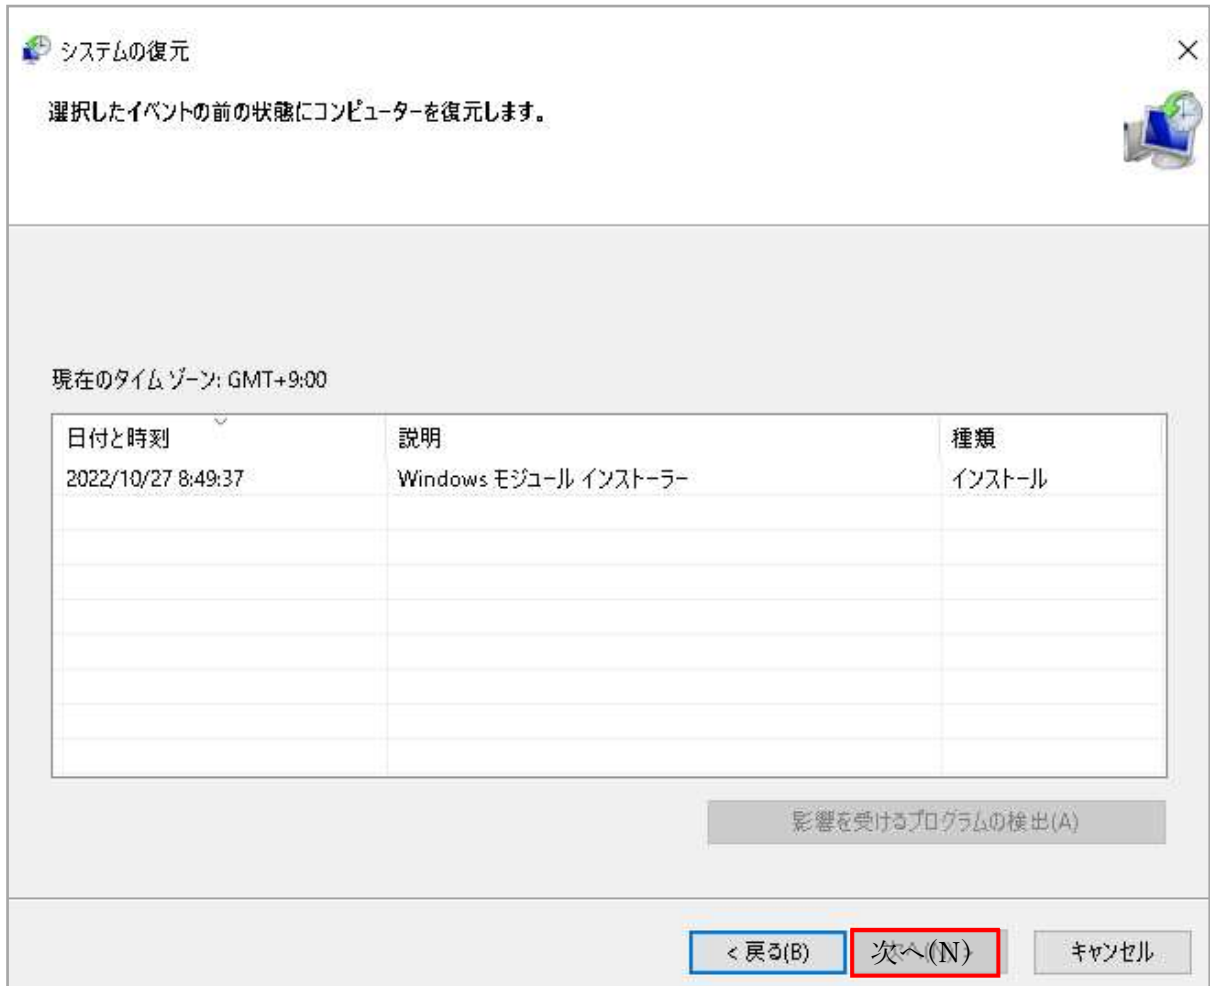 システムの復元
選択したイベントの前の状態にコンピューターを復元します。
現在のタイム ゾーン: GMT+9:00
日付と時刻 説明 種類
2022/10/27 8:49:37 Windows モジュール インストーラー インストール
影響を受けるプログラムの検出(A)
< 戻る(B) 次へ(N) キャンセル